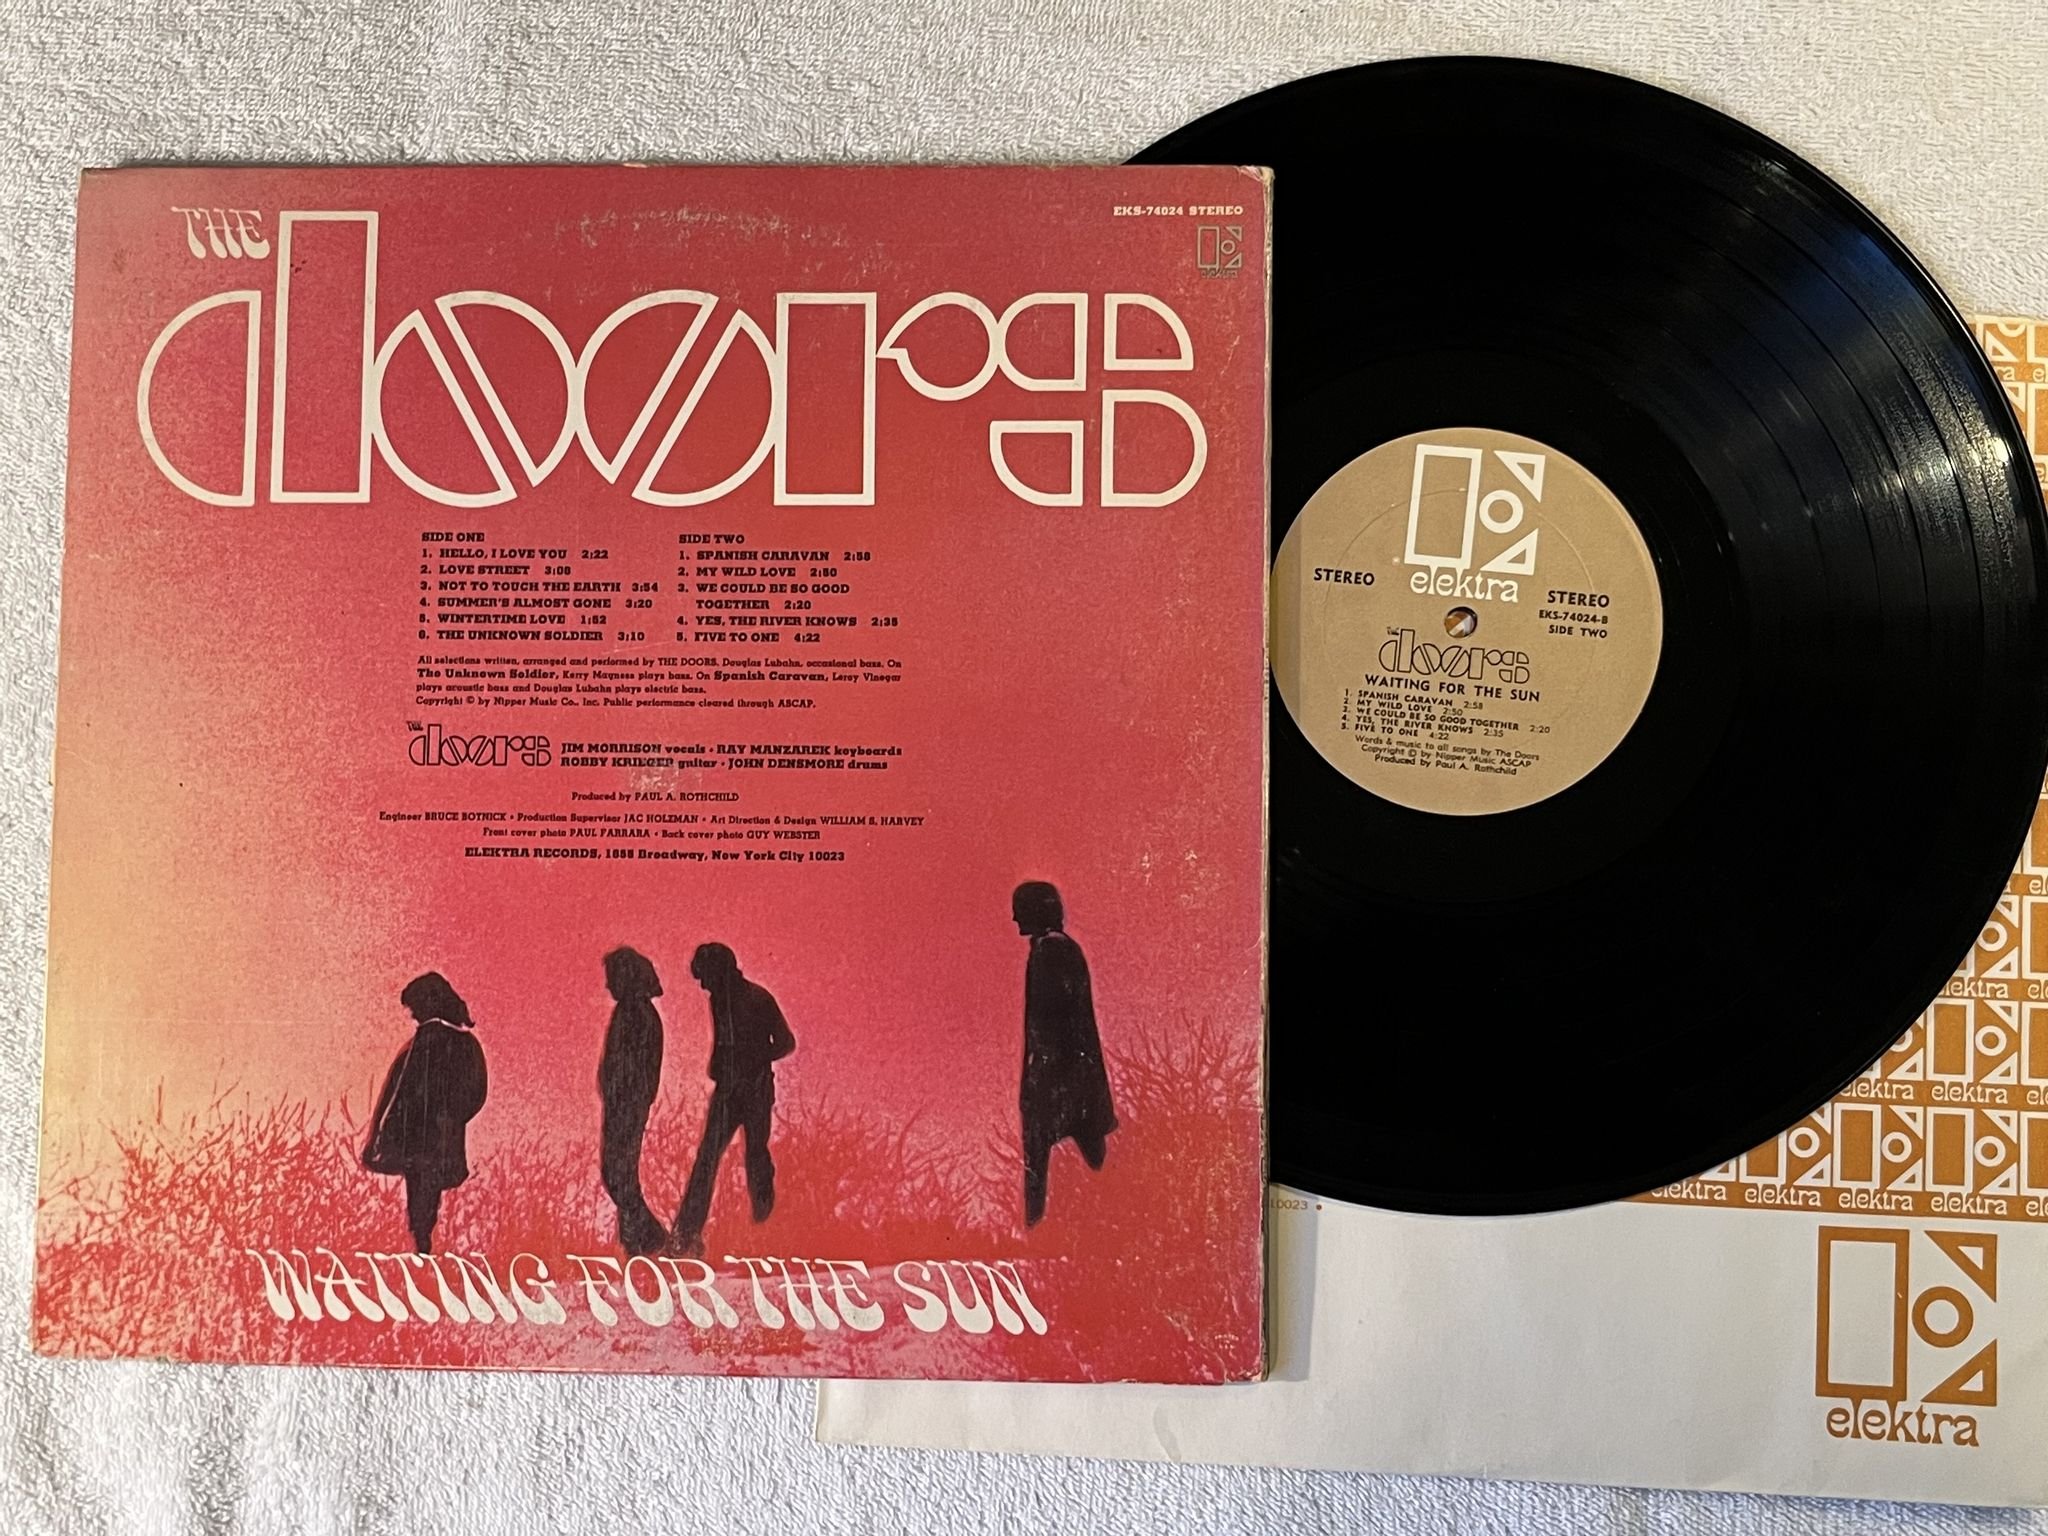 THE
doors
EKS-74024 STEREO
elektra
SIDE ONE
1. HELLO, I LOVE YOU 2:22
2. LOVE STREET 3:06
3. NOT TO TOUCH THE EARTH 3:54
4. SUMMER'S ALMOST GONE 3:20
5. WINTERTIME LOVE 1:52
6. THE UNKNOWN SOLDIER 3:10
SIDE TWO
1. SPANISH CARAVAN 2:58
2. MY WILD LOVE 2:50
3. WE COULD BE SO GOOD
TOGETHER 2:20
4. YES, THE RIVER KNOWS 2:35
5. FIVE TO ONE 4:22
All selections written, arranged and performed by THE DOORS. Douglas Lubahn, occasional bass. On
The Unknown Soldier, Kerry Magness plays bass. On Spanish Caravan, Leroy Vinegar
plays acoustic bass and Douglas Lubahn plays electric bass.
Copyright © by Nipper Music Co., Inc. Public performance cleared through ASCAP.
THE
doors
JIM MORRISON vocals • RAY MANZAREK keyboards
ROBBY KRIEGER guitar • JOHN DENSMORE drums
Produced by PAUL A. ROTHCHILD
Engineer BRUCE BOTNICK • Production Supervisor JAC HOLZMAN • Art Direction & Design WILLIAM S. HARVEY
Front cover photo PAUL FARRARA • Back cover photo GUY WEBSTER
ELEKTRA RECORDS, 1855 Broadway, New York City 10023
WAITING FOR THE SUN
elektra
STEREO
STEREO
EKS-74024-B
SIDE TWO
THE
doors
WAITING FOR THE SUN
1. SPANISH CARAVAN 2:58
2. MY WILD LOVE 2:50
3. WE COULD BE SO GOOD TOGETHER 2:20
4. YES, THE RIVER KNOWS 2:35
5. FIVE TO ONE 4:22
Words & music to all songs by The Doors
Copyright © by Nipper Music ASCAP
Produced by Paul A. Rothchild
elektra
elektra elektra
elektra elektra elektra elektra
10023 •
elektra